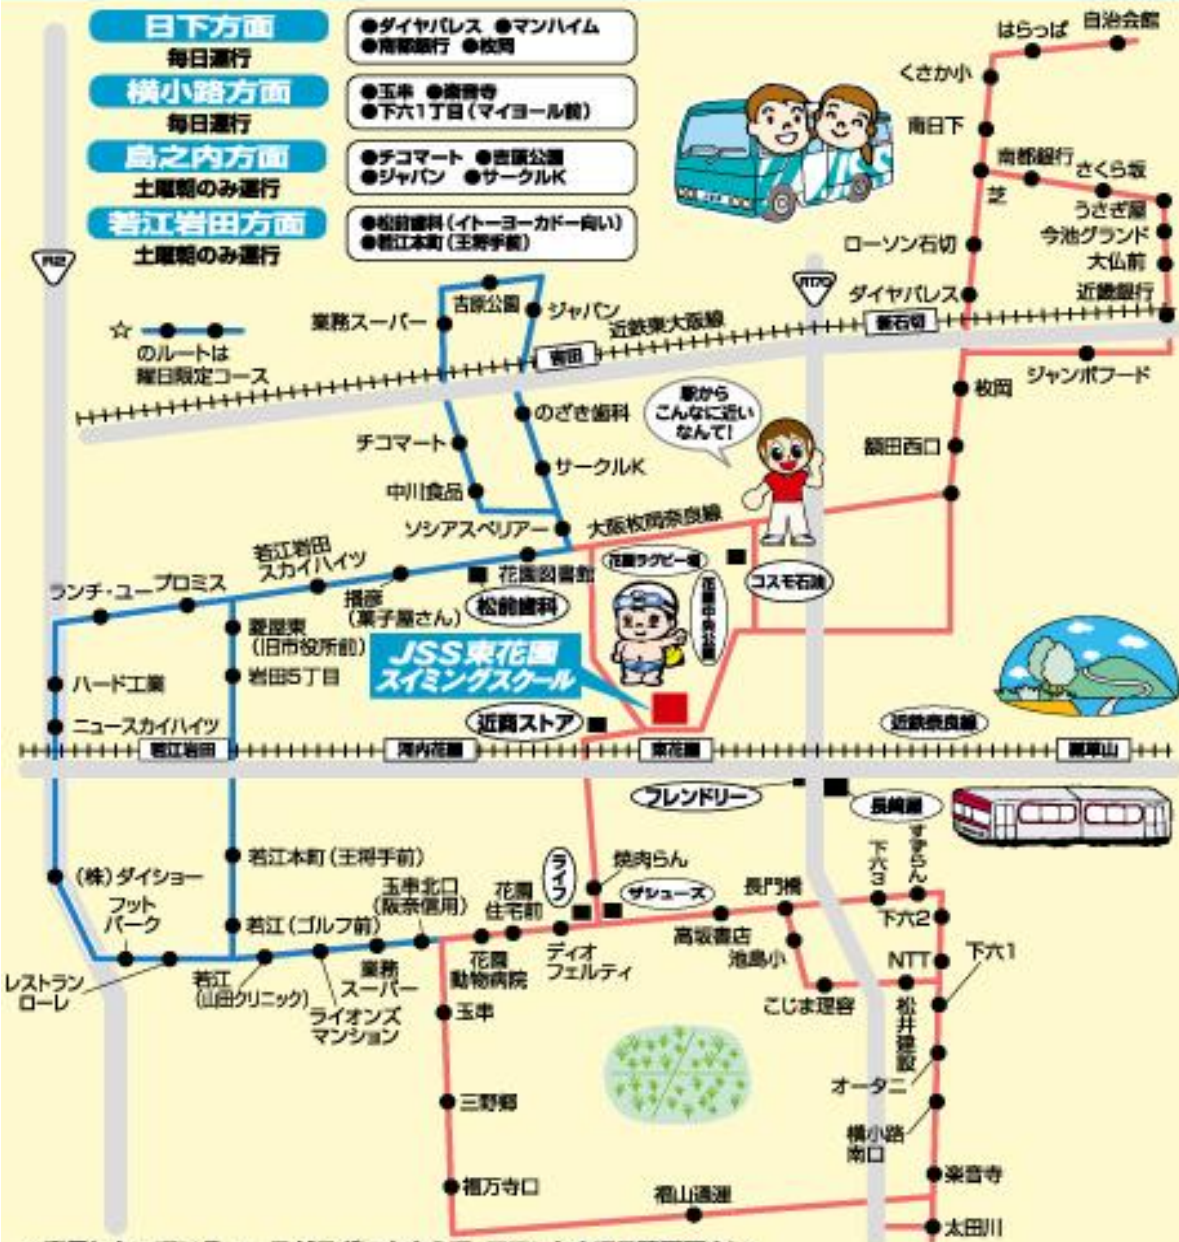 日下方面
毎日運行
●ダイヤパレス ●マンハイム
●南都銀行 ●枚岡
横小路方面
毎日運行
●玉串 ●楽音寺
●下六1丁目(マイヨール前)
島之内方面
土曜朝のみ運行
●チコマート ●吉原公園
●ジャパン ●サークルK
若江岩田方面
土曜朝のみ運行
●松前歯科(イトーヨーカドー向い)
●若江本町(王将手前)
はらっぱ
自治会館
くさか小
南日下
南都銀行
さくら坂
芝
うさぎ屋
今池グランド
大仏前
近畿銀行
ローソン石切
ダイヤパレス
R170
新石切
ジャンボフード
枚岡
額田西口
☆
のルートは
曜日限定コース
吉原公園
ジャパン
業務スーパー
近鉄東大阪線
吉田
のざき歯科
チコマート
サークルK
中川食品
ソシアスペリアー
大阪枚岡奈良線
駅から
こんなに近い
なんて!
若江岩田
スカイハイツ
ランチ・ユー
プロミス
播彦
(菓子屋さん)
花園図書館
松前歯科
花園ラグビー場
花園中央公園
コスモ石油
菱屋東
(旧市役所前)
岩田5丁目
JSS東花園
スイミングスクール
ハード工業
ニュースカイハイツ
近商ストア
近鉄奈良線
若江岩田
河内花園
東花園
瓢箪山
フレンドリー
長崎屋
(株)ダイショー
フット
パーク
レストラン
ローレ
若江本町(王将手前)
若江(ゴルフ前)
若江
(山田クリニック)
ライオンズ
マンション
業務
スーパー
玉串北口
(阪奈信用)
花園
住宅前
花園
動物病院
ライフ
ディオ
フェルティ
焼肉らん
ザシューズ
高坂書店
長門橋
池島小
こじま理容
下六3
すずらん
下六2
NTT
下六1
松井建設
オータニ
横小路
南口
楽音寺
太田川
玉串
三野郷
福万寺口
福山通運